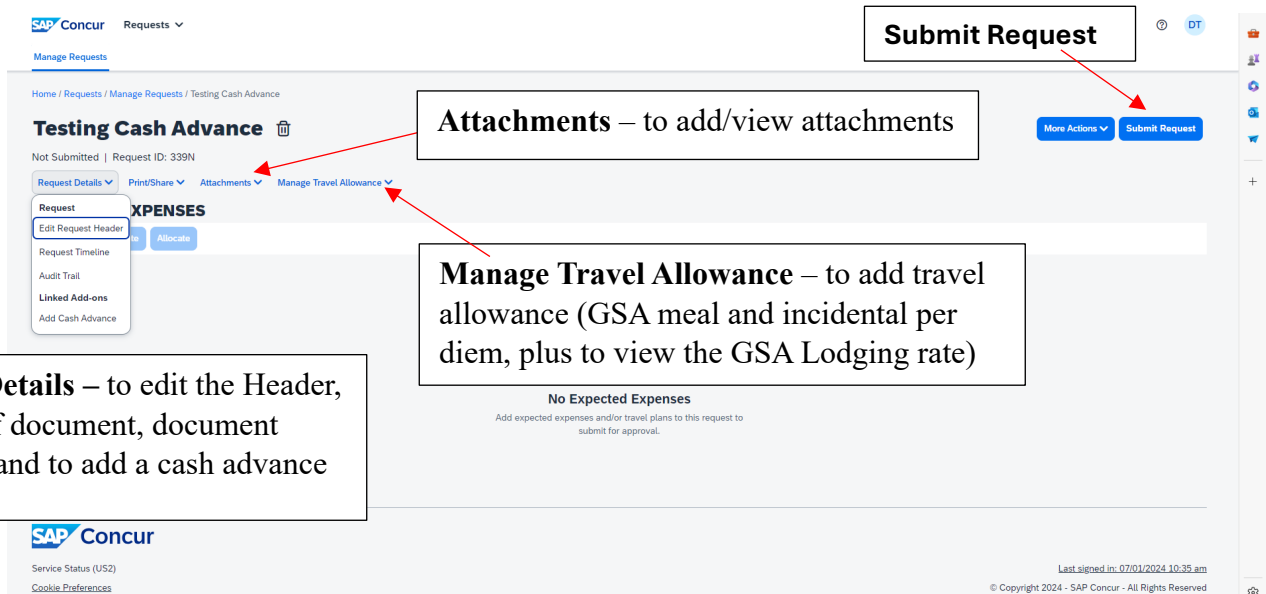 SAP Concur Requests
Submit Request
DT
Manage Requests
Home / Requests / Manage Requests / Testing Cash Advance
Attachments – to add/view attachments
Testing Cash Advance
More Actions Submit Request
Not Submitted | Request ID: 339N
Request Details Print/Share Attachments Manage Travel Allowance
Request
XPENSES
Edit Request Header
te Allocate
Request Timeline
Audit Trail
Linked Add-ons
Add Cash Advance
Manage Travel Allowance – to add travel
allowance (GSA meal and incidental per
diem, plus to view the GSA Lodging rate)
etails – to edit the Header,
f document, document
and to add a cash advance
No Expected Expenses
Add expected expenses and/or travel plans to this request to
submit for approval.
SAP Concur
Service Status (US2)
Cookie Preferences
Last signed in: 07/01/2024 10:35 am
© Copyright 2024 - SAP Concur - All Rights Reserved